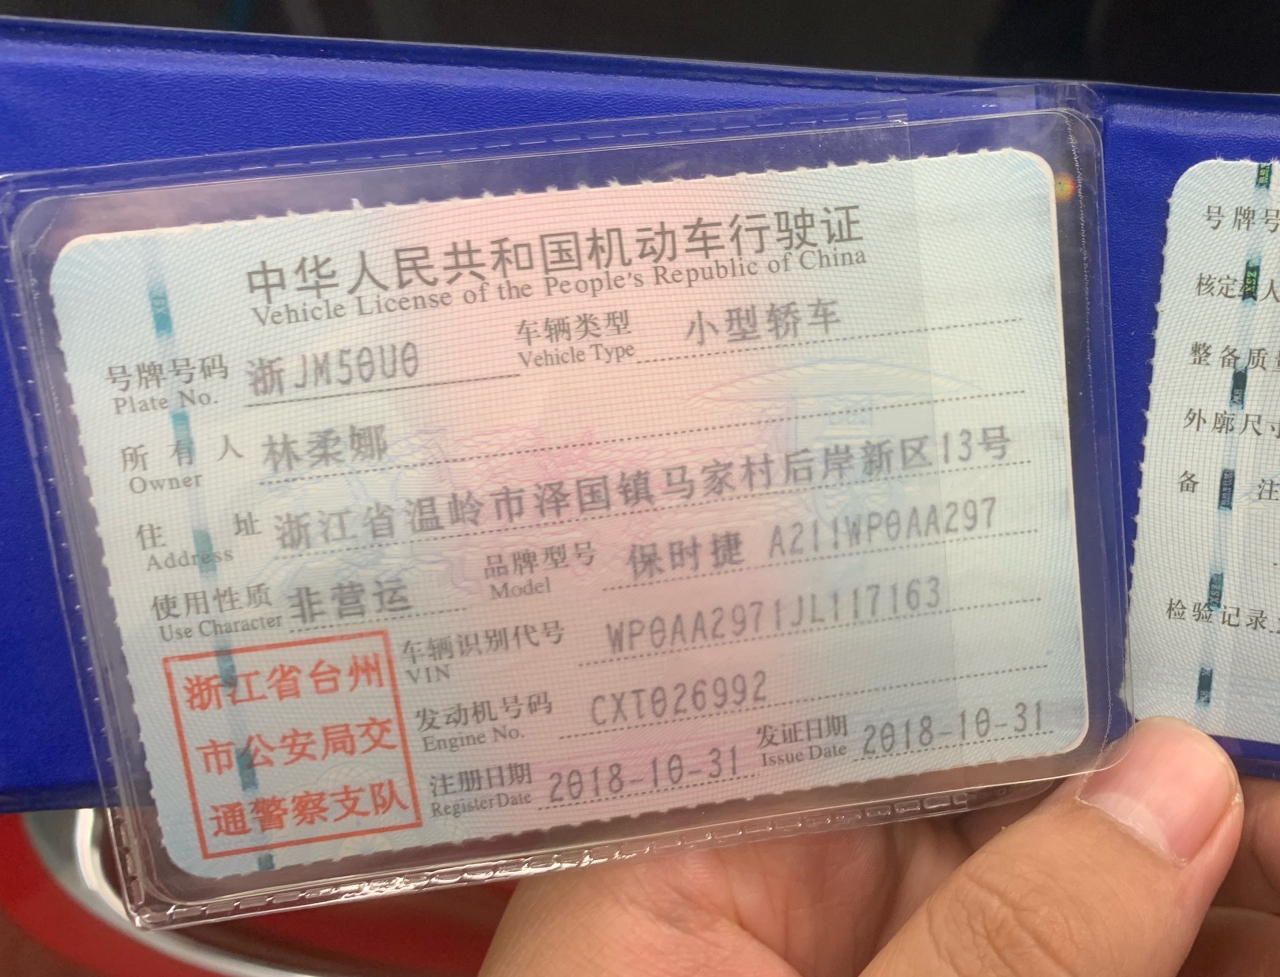 中华人民共和国机动车行驶证
Vehicle License of the People's Republic of China
号牌号码 浙JM50U0 车辆类型 小型轿车
Plate No. Vehicle Type
所有人 林柔娜
Owner
住址 浙江省温岭市泽国镇马家村后岸新区13号
Address
使用性质 非营运 品牌型号 保时捷 A211WP0AA297
Use Character Model
浙江省台州
市公安局交
通警察支队
车辆识别代号 WP0AA2971JL117163
VIN
发动机号码 CXT026992
Engine No.
注册日期 2018-10-31 发证日期 2018-10-31
Register Date Issue Date
号牌号
核定 人
整备质量
外廓尺寸
备 注
检验记录